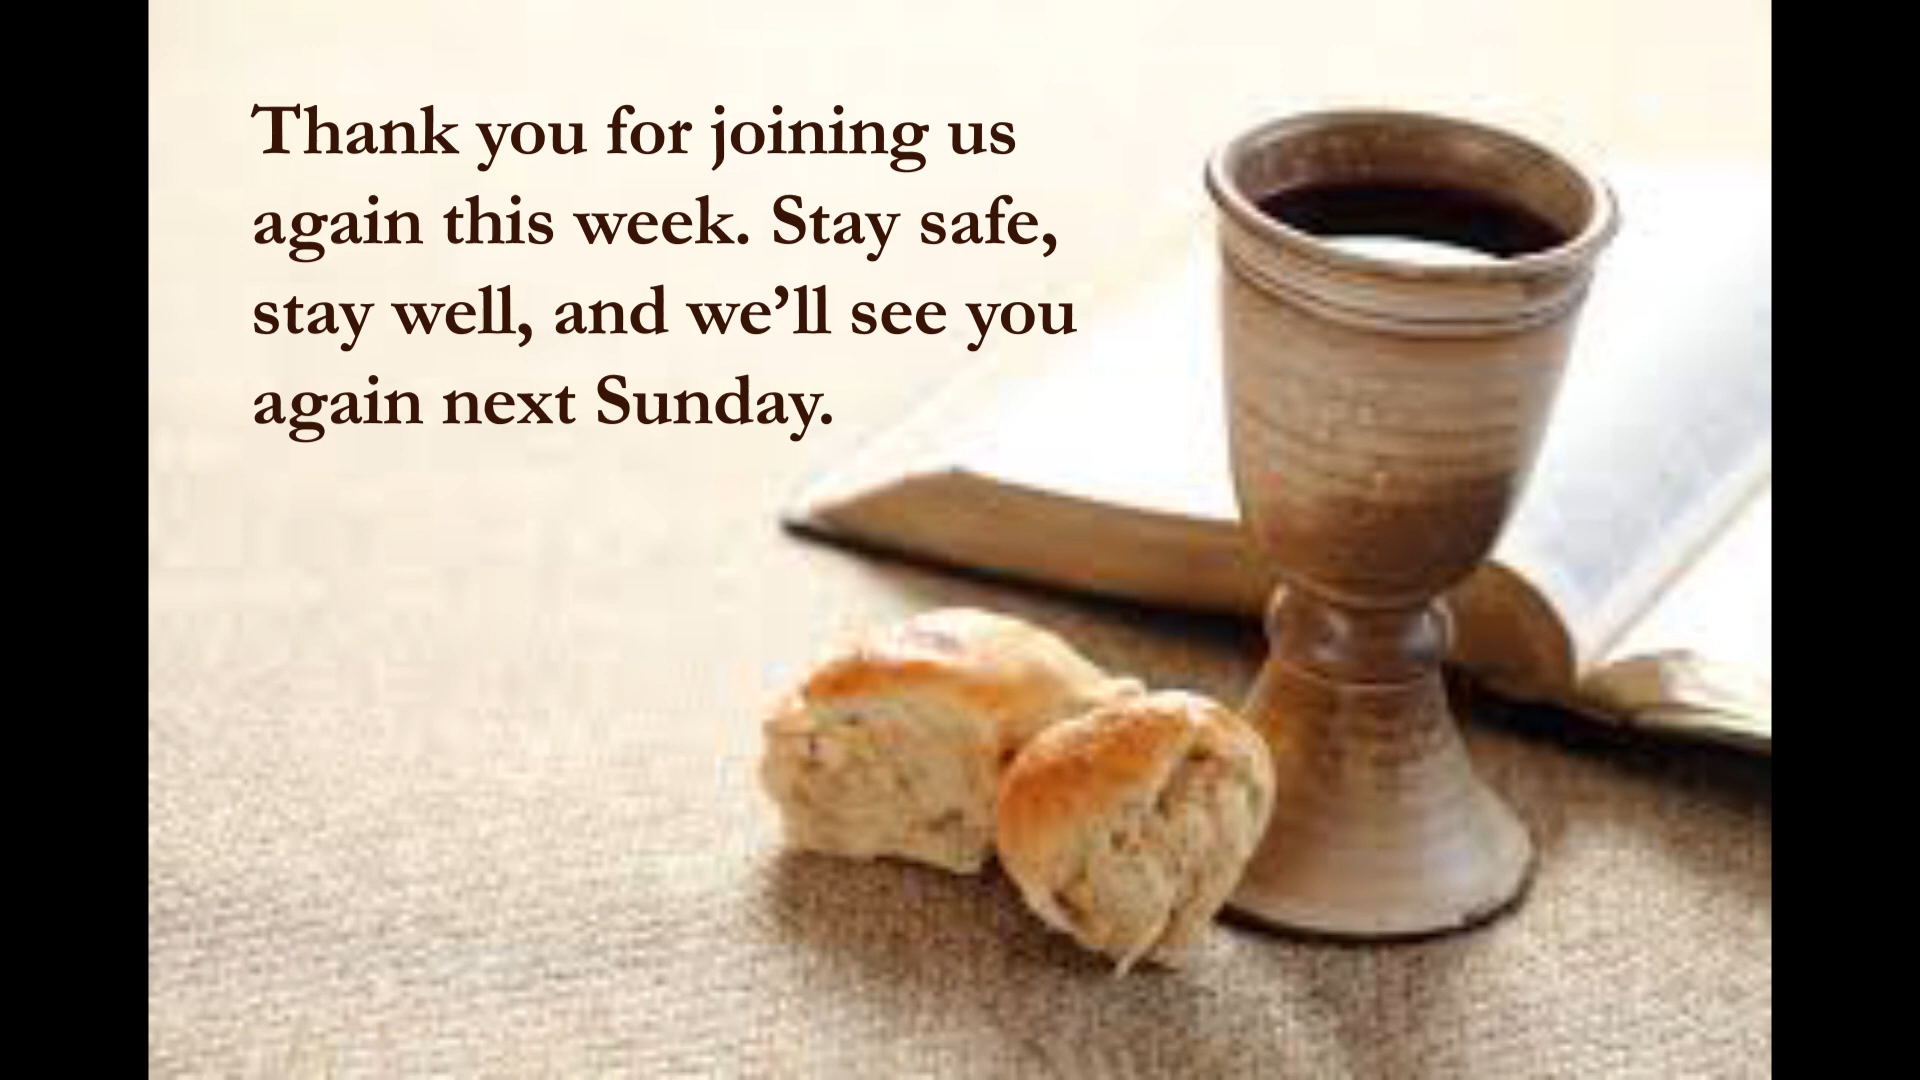 Thank you for joining us
again this week. Stay safe,
stay well, and we’ll see you
again next Sunday.